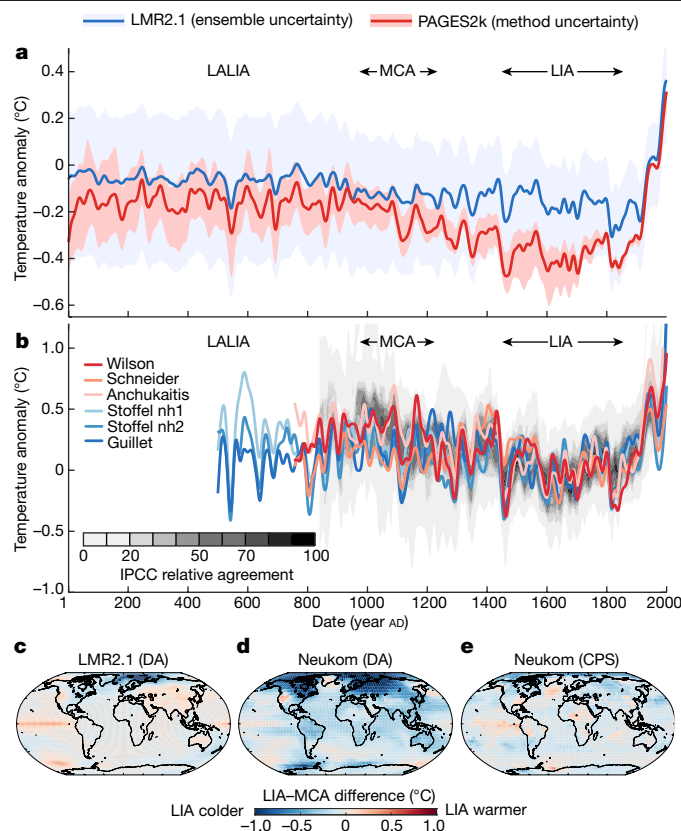 LMR2.1 (ensemble uncertainty) PAGES2k (method uncertainty)
a
LALIA MCA LIA
Temperature anomaly (°C)
0.4
0.2
0
−0.2
−0.4
−0.6
b
LALIA MCA LIA
Temperature anomaly (°C)
1.0
0.5
0
−0.5
−1.0
Wilson
Schneider
Anchukaitis
Stoffel nh1
Stoffel nh2
Guillet
0 10 20 50 70 100
IPCC relative agreement
1 200 400 600 800 1000 1200 1400 1600 1800 2000
Date (year AD)
c d e
LMR2.1 (DA) Neukom (DA) Neukom (CPS)
LIA–MCA difference (°C)
LIA colder LIA warmer
−1.0 −0.5 0 0.5 1.0